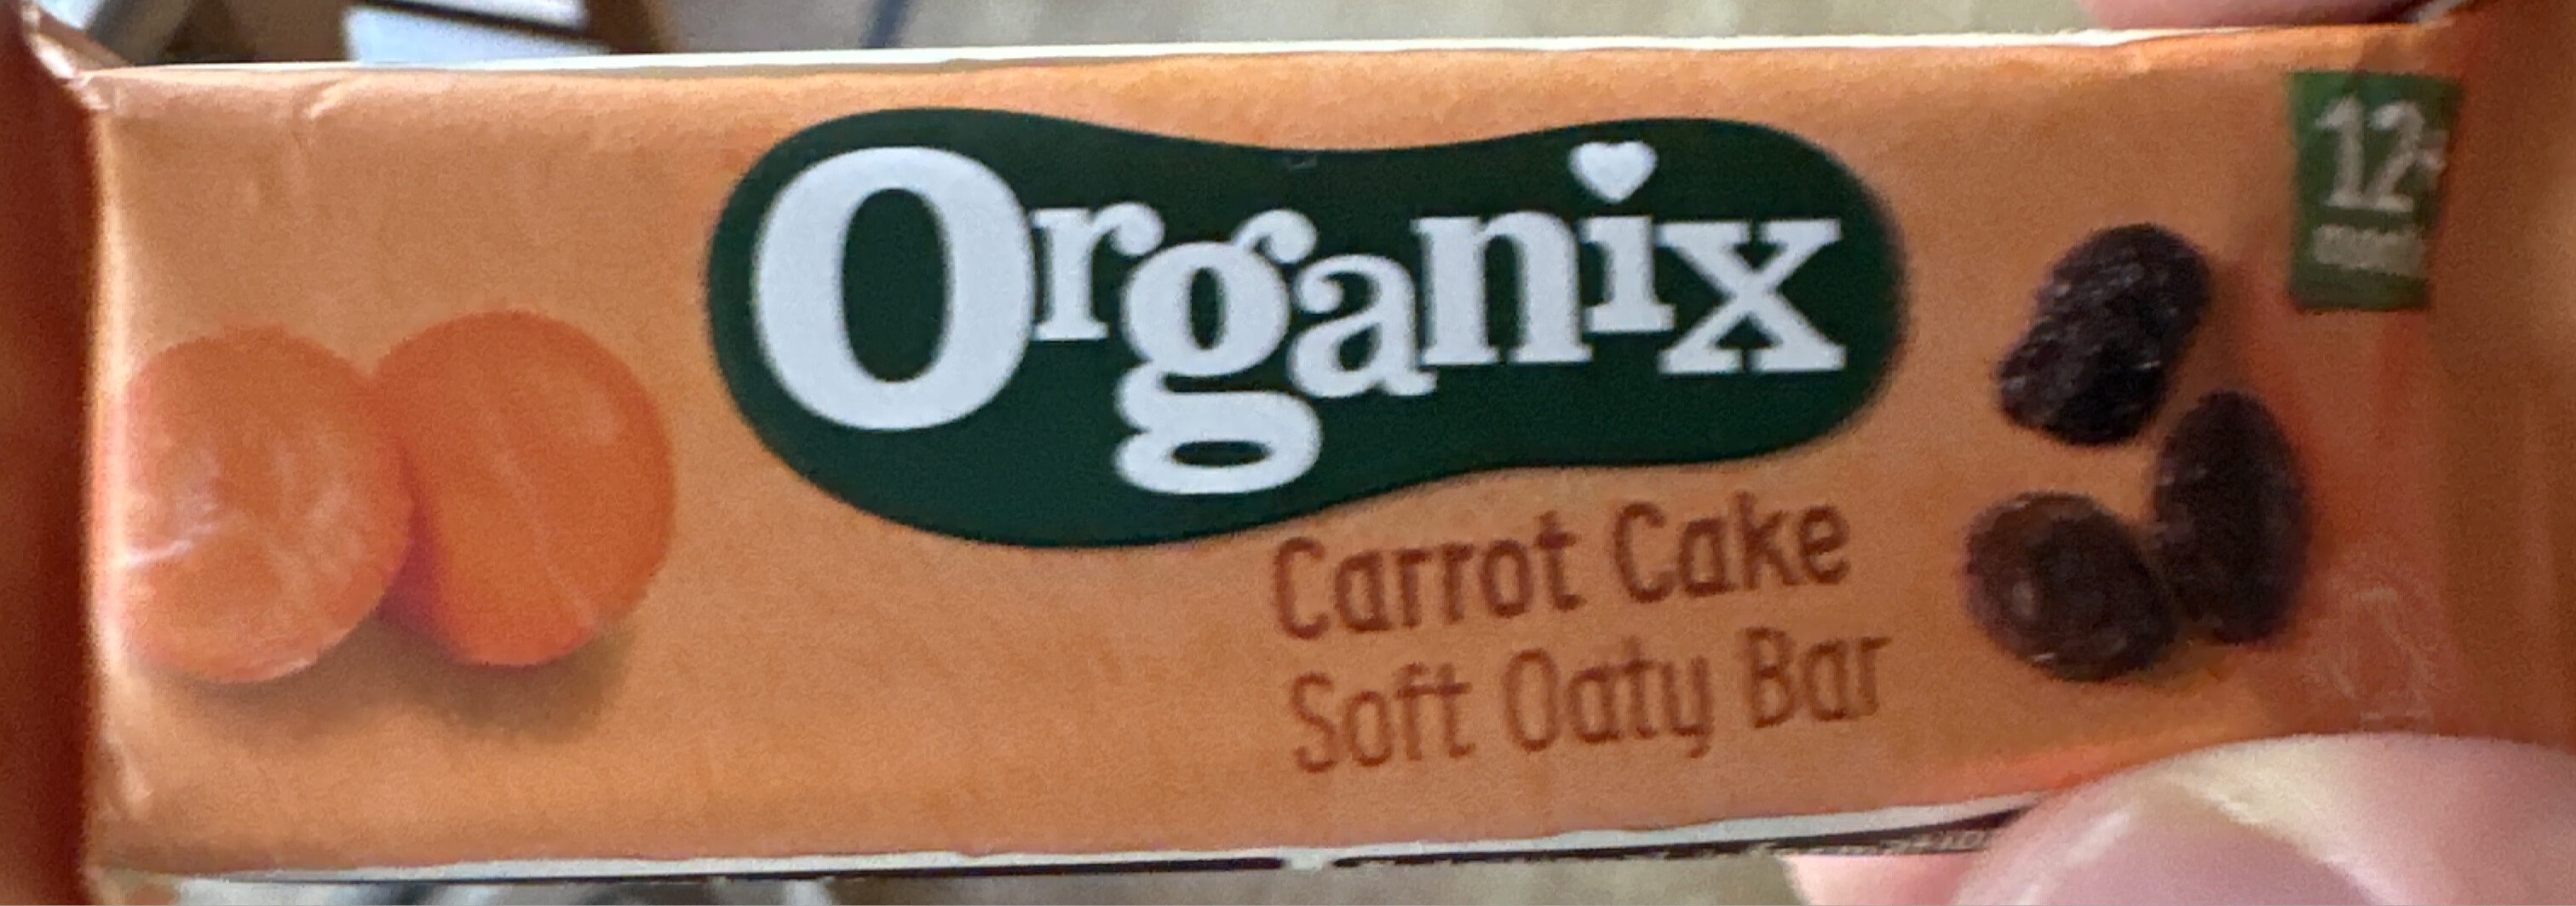 Organix
12+
Carrot Cake
Soft Oaty Bar